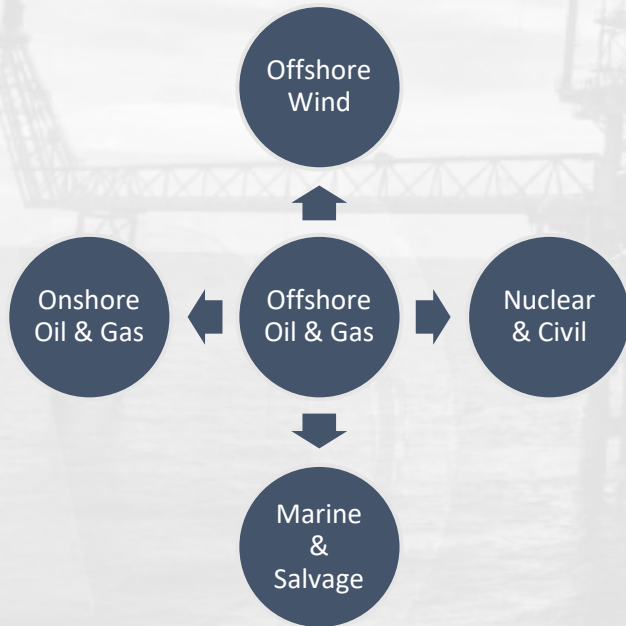 Offshore
Wind
Onshore
Oil & Gas
Offshore
Oil & Gas
Nuclear
& Civil
Marine
&
Salvage